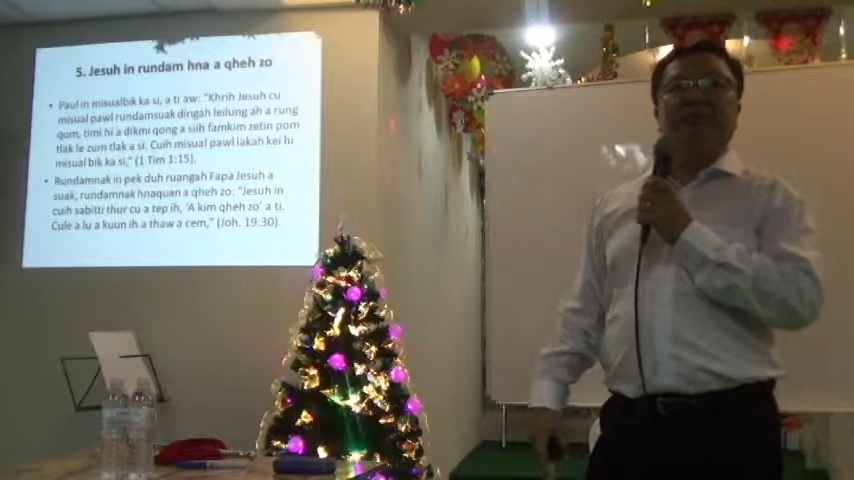 5. Jesuh in rundam hna a qheh zo
• Paul in misualbik ka si, a ti aw: "Khrih Jesuh cu
misual pawl rundamsuak dingah leilung ah a rung
qum, timi hi a dikmi qong a siih famkim zetin pom
tlak le zum tlak a si. Cuih misual pawl lakah kei hi
misual bik ka si," (1 Tim 1:15).
• Rundamnak in pek duh ruangah Fapa Jesuh a
suak, rundamnak hnaquan a qheh zo: "Jesuh in
cuih sabitti thur cu a tep ih, 'A kim qheh zo' a ti.
Cule a lu a kuun ih a thaw a cem," (Joh. 19:30).